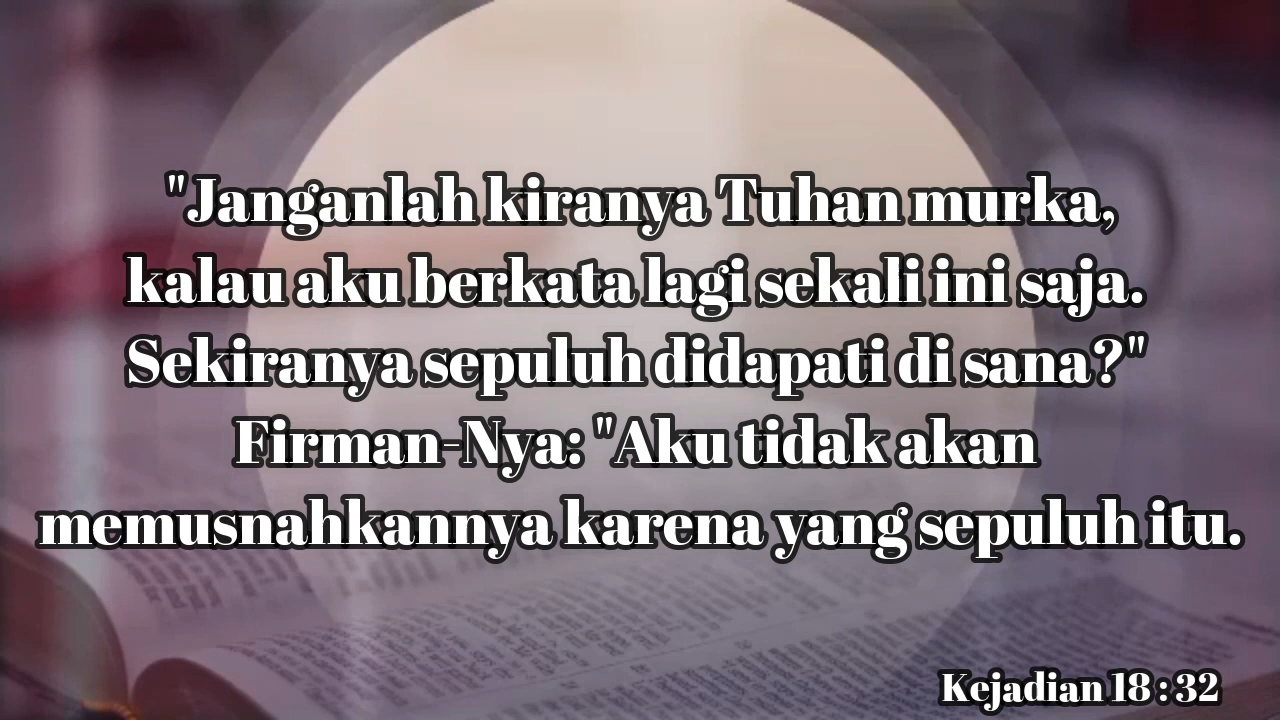 "Janganlah kiranya Tuhan murka,
kalau aku berkata lagi sekali ini saja.
Sekiranya sepuluh didapati di sana?"
Firman-Nya: "Aku tidak akan
memusnahkannya karena yang sepuluh itu.
Kejadian 18 : 32